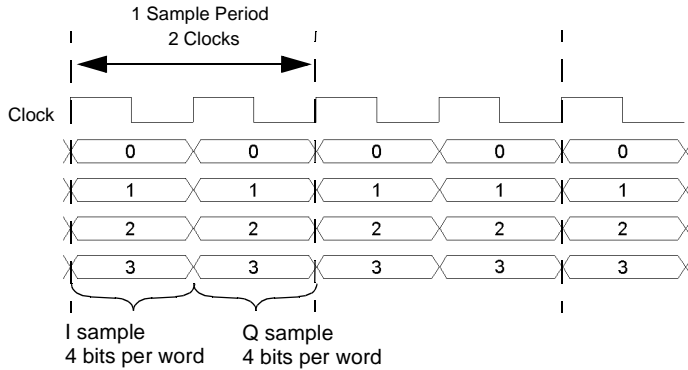 1 Sample Period
2 Clocks
Clock
0 0 0 0 0
1 1 1 1 1
2 2 2 2 2
3 3 3 3 3
I sample
4 bits per word
Q sample
4 bits per word